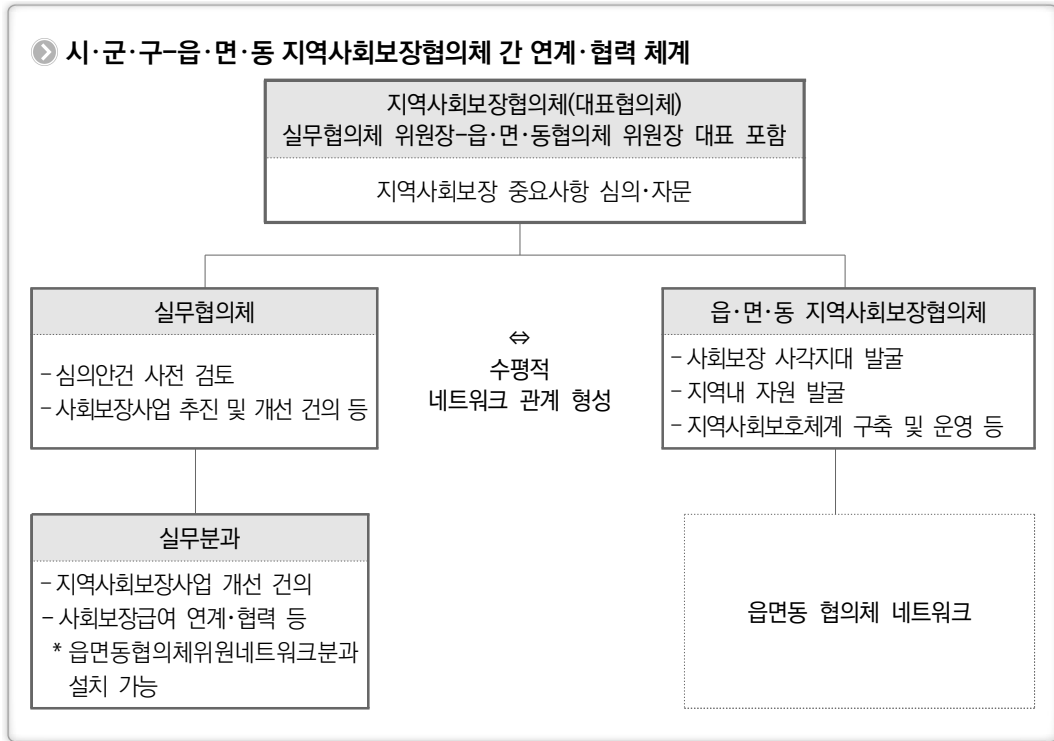 시·군·구-읍·면·동 지역사회보장협의체 간 연계·협력 체계
지역사회보장협의체(대표협의체)
실무협의체 위원장-읍·면·동협의체 위원장 대표 포함
지역사회보장 중요사항 심의·자문
실무협의체
- 심의안건 사전 검토
- 사회보장사업 추진 및 개선 건의 등
⇔
수평적
네트워크 관계 형성
읍·면·동 지역사회보장협의체
- 사회보장 사각지대 발굴
- 지역내 자원 발굴
- 지역사회보호체계 구축 및 운영 등
실무분과
- 지역사회보장사업 개선 건의
- 사회보장급여 연계·협력 등
* 읍면동협의체위원네트워크분과
설치 가능
읍면동 협의체 네트워크